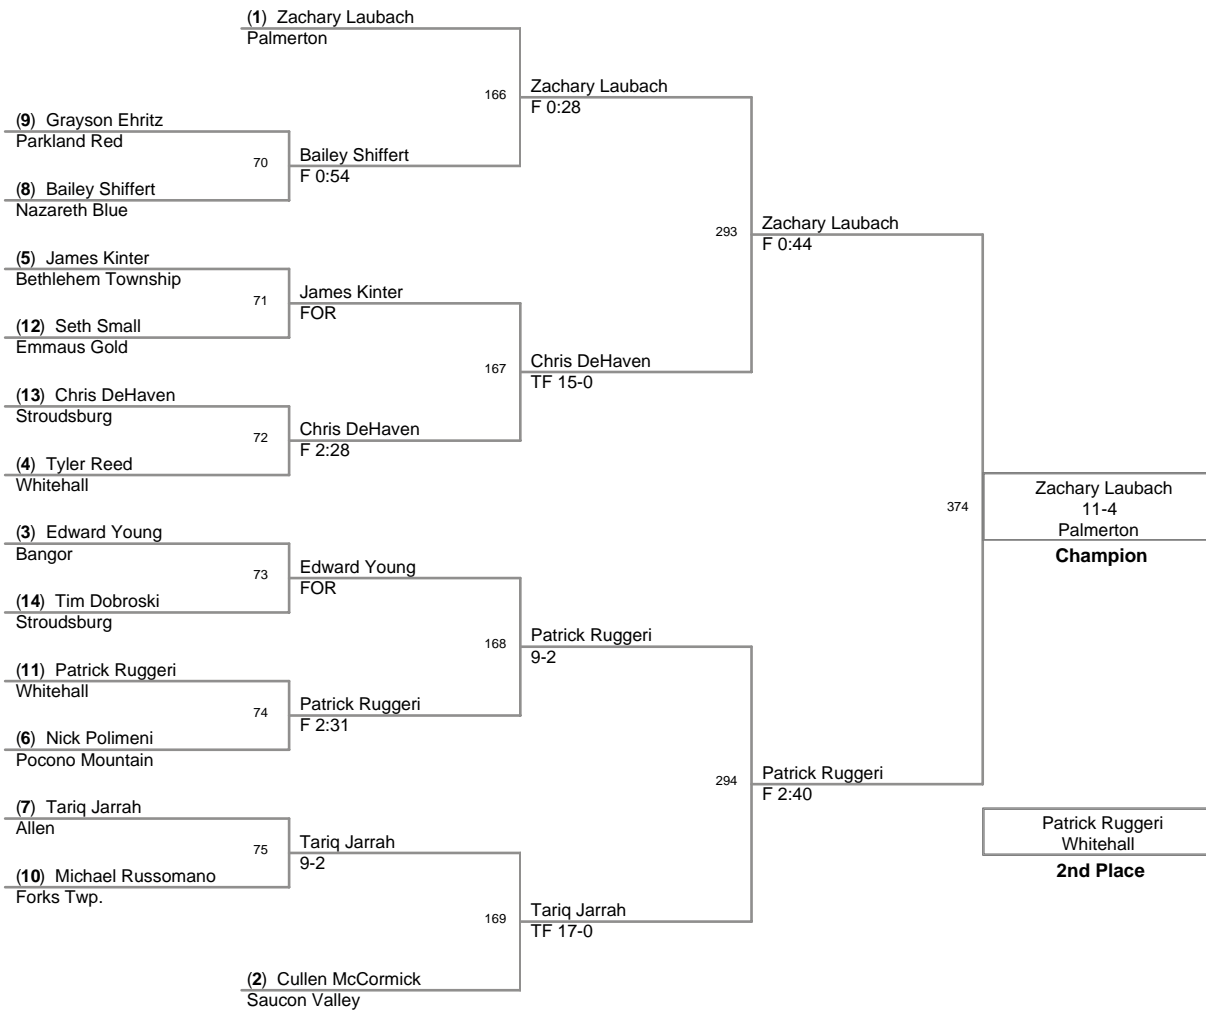 (1) Zachary Laubach
Palmerton
(9) Grayson Ehritz
Parkland Red
(8) Bailey Shiffert
Nazareth Blue
(5) James Kinter
Bethlehem Township
(12) Seth Small
Emmaus Gold
(13) Chris DeHaven
Stroudsburg
(4) Tyler Reed
Whitehall
(3) Edward Young
Bangor
(14) Tim Dobroski
Stroudsburg
(11) Patrick Ruggeri
Whitehall
(6) Nick Polimeni
Pocono Mountain
(7) Tariq Jarrah
Allen
(10) Michael Russomano
Forks Twp.
(2) Cullen McCormick
Saucon Valley
70
Bailey Shiffert
F 0:54
71
James Kinter
FOR
72
Chris DeHaven
F 2:28
73
Edward Young
FOR
74
Patrick Ruggeri
F 2:31
75
Tariq Jarrah
9-2
166
Zachary Laubach
F 0:28
167
Chris DeHaven
TF 15-0
168
Patrick Ruggeri
9-2
169
Tariq Jarrah
TF 17-0
293
Zachary Laubach
F 0:44
294
Patrick Ruggeri
F 2:40
374
Zachary Laubach
11-4
Palmerton
Champion
Patrick Ruggeri
Whitehall
2nd Place